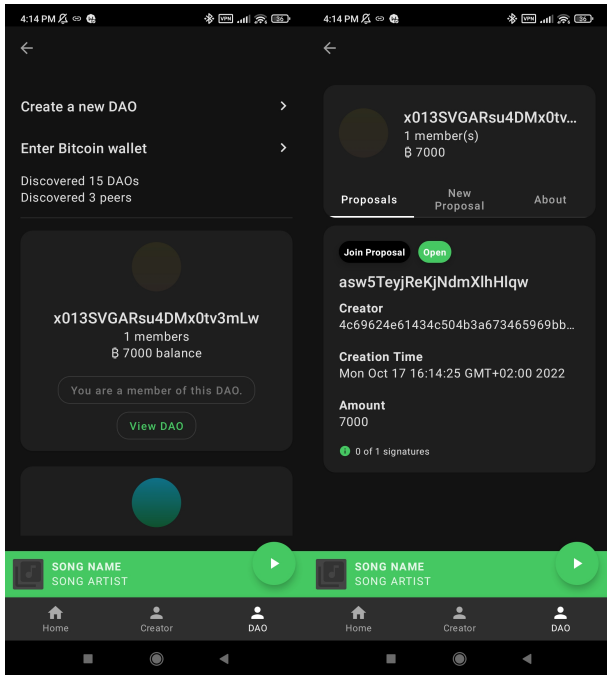 4:14 PM
VPN
36
Create a new DAO
Enter Bitcoin wallet
Discovered 15 DAOs
Discovered 3 peers
x013SVGARsu4DMx0tv3mLw
1 members
₿ 7000 balance
You are a member of this DAO.
View DAO
SONG NAME
SONG ARTIST
Home
Creator
DAO
4:14 PM
VPN
36
x013SVGARsu4DMx0tv...
1 member(s)
₿ 7000
Proposals
New
Proposal
About
Join Proposal
Open
asw5TeyjReKjNdmXlhHlqw
Creator
4c69624e61434c504b3a673465969bb...
Creation Time
Mon Oct 17 16:14:25 GMT+02:00 2022
Amount
7000
0 of 1 signatures
SONG NAME
SONG ARTIST
Home
Creator
DAO